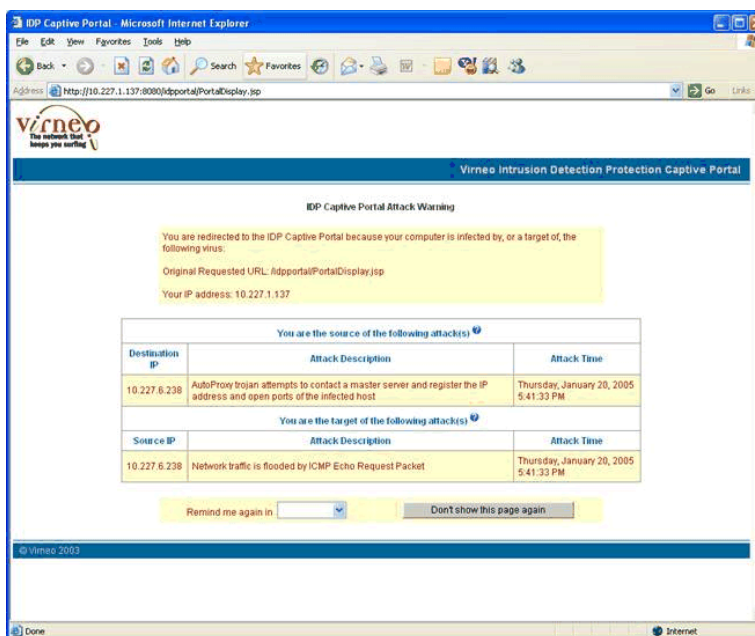 IDP Captive Portal - Microsoft Internet Explorer
File Edit View Favorites Tools Help
Back Search Favorites
Address http://10.227.1.137:8080/idpportal/PortalDisplay.jsp Go Links
Virneo
The network that
keeps you surfing
Virneo Intrusion Detection Protection Captive Portal
IDP Captive Portal Attack Warning
You are redirected to the IDP Captive Portal because your computer is infected by, or a target of, the
following virus:
Original Requested URL: /idpportal/PortalDisplay.jsp
Your IP address: 10.227.1.137
You are the source of the following attack(s) ?
Destination
IP
Attack Description
Attack Time
10.227.6.238
AutoProxy trojan attempts to contact a master server and register the IP
address and open ports of the infected host
Thursday, January 20, 2005
5:41:33 PM
You are the target of the following attack(s) ?
Source IP
Attack Description
Attack Time
10.227.6.238
Network traffic is flooded by ICMP Echo Request Packet
Thursday, January 20, 2005
5:41:33 PM
Remind me again in
Don't show this page again
© Virneo 2003
Done
Internet